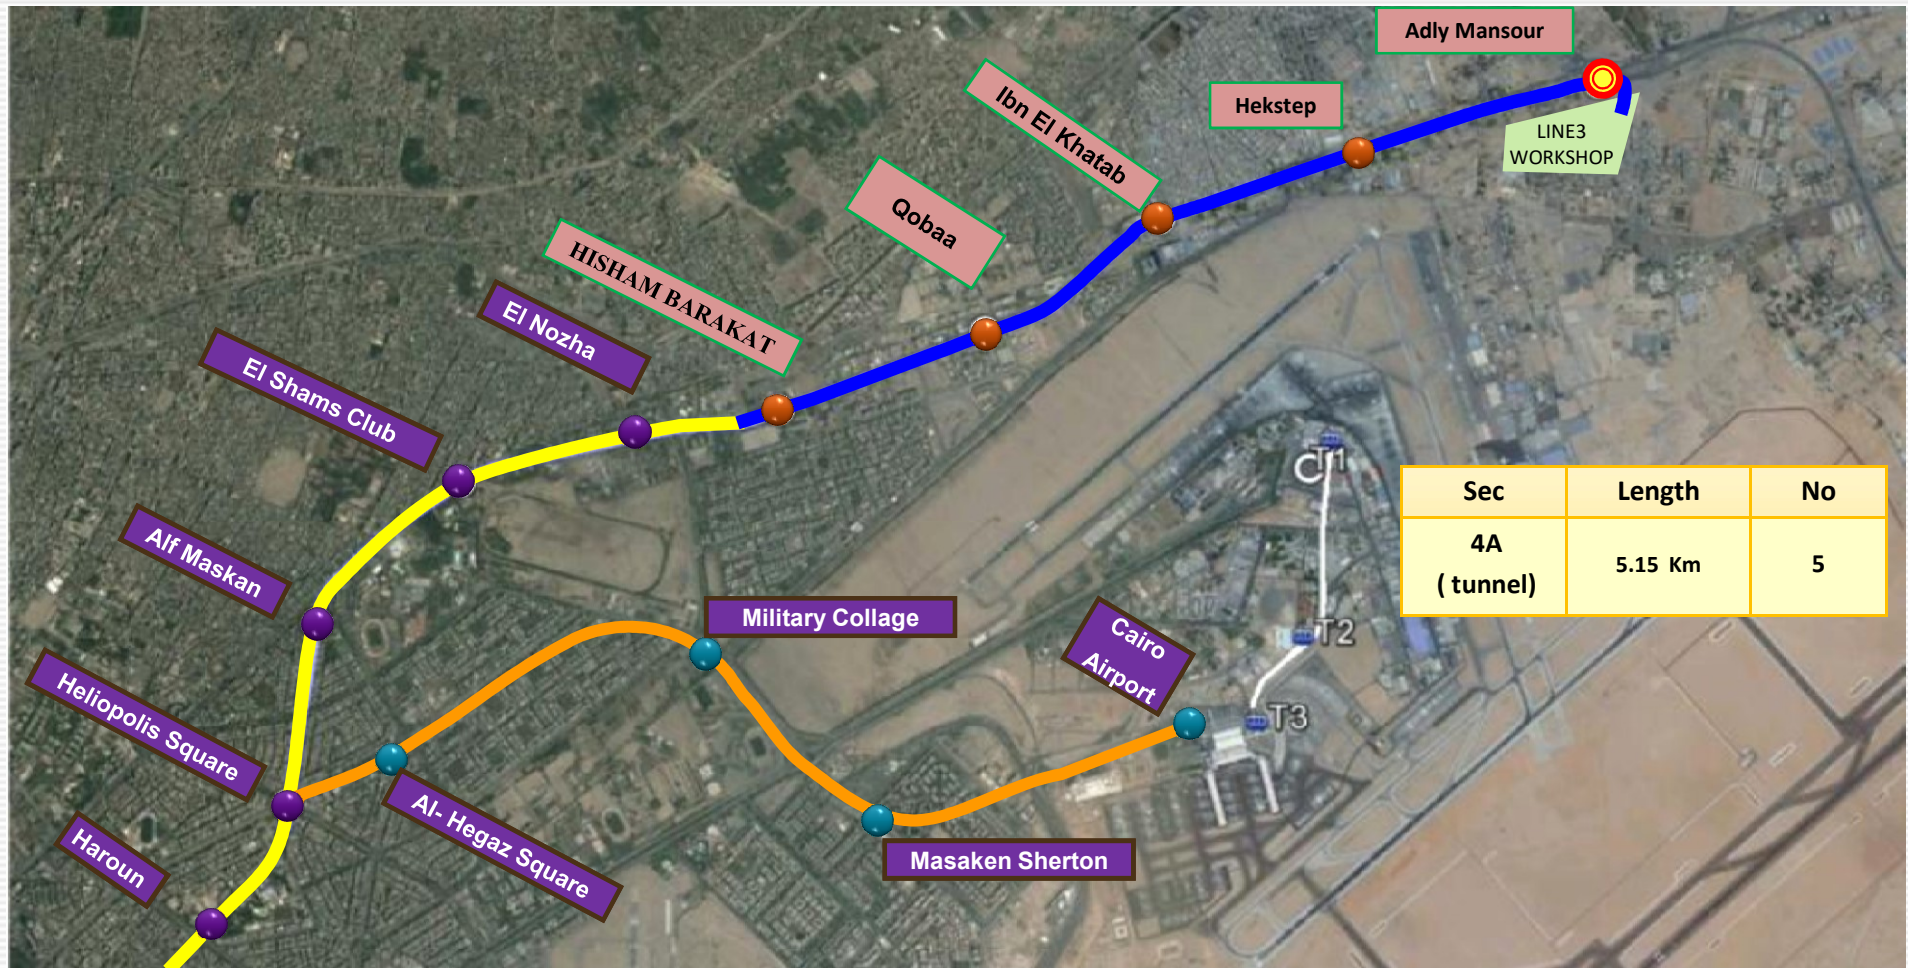 Adly Mansour
Ibn El Khatab
Hekstep
LINE3
WORKSHOP
Qobaa
HISHAM BARAKAT
El Nozha
El Shams Club
Alf Maskan
Military Collage
Cairo
Airport
Heliopolis Square
Al- Hegaz Square
Haroun
Masaken Sherton
T1
T2
T3
Sec Length No
4A
( tunnel) 5.15 Km 5